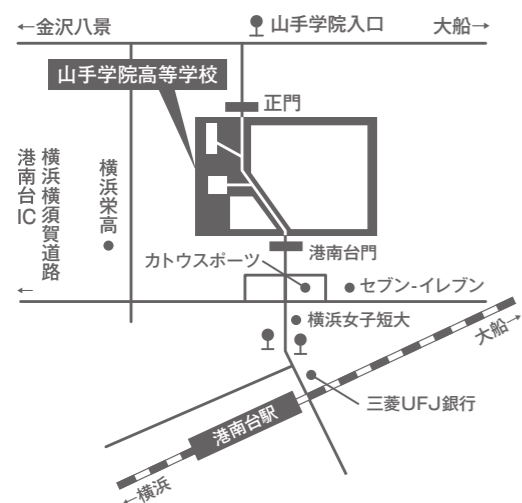 ←金沢八景
山手学院入口
大船→
山手学院高等学校
正門
横浜横須賀道路
港南台IC
←
横浜栄高
港南台門
カトウスポーツ
セブン-イレブン
横浜女子短大
大船→
三菱UFJ銀行
港南台駅
←横浜